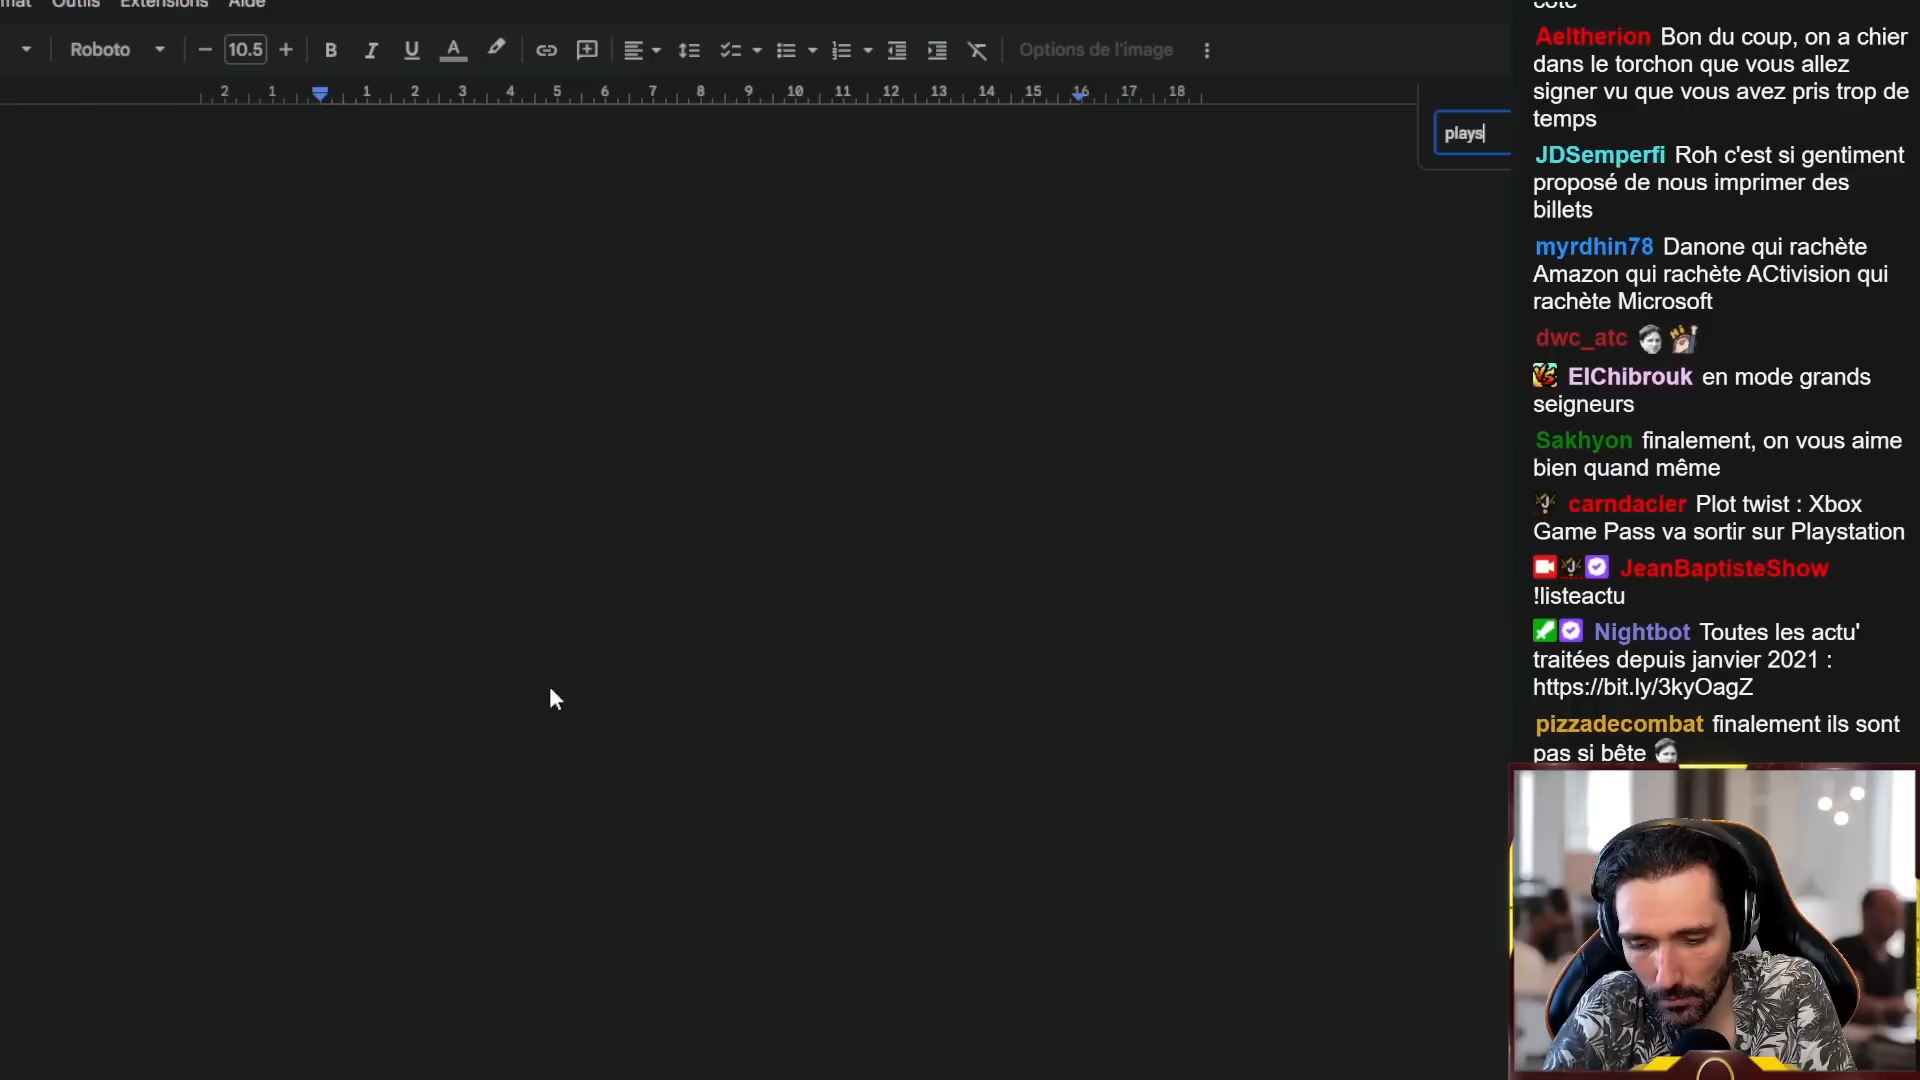 Outils Extensions Aide
Roboto 10.5 B I U A Options de l'image
2 1 1 2 3 4 5 6 7 8 9 10 11 12 13 14 15 16 17 18
plays
Aeltherion Bon du coup, on a chier
dans le torchon que vous allez
signer vu que vous avez pris trop de
temps
JDSemperfi Roh c'est si gentiment
proposé de nous imprimer des
billets
myrdhin78 Danone qui rachète
Amazon qui rachète ACtivision qui
rachète Microsoft
dwc_atc
ElChibrouk en mode grands
seigneurs
Sakhyon finalement, on vous aime
bien quand même
carndacier Plot twist : Xbox
Game Pass va sortir sur Playstation
JeanBaptisteShow
!listeactu
Nightbot Toutes les actu'
traitées depuis janvier 2021 :
https://bit.ly/3kyOagZ
pizzadecombat finalement ils sont
pas si bête